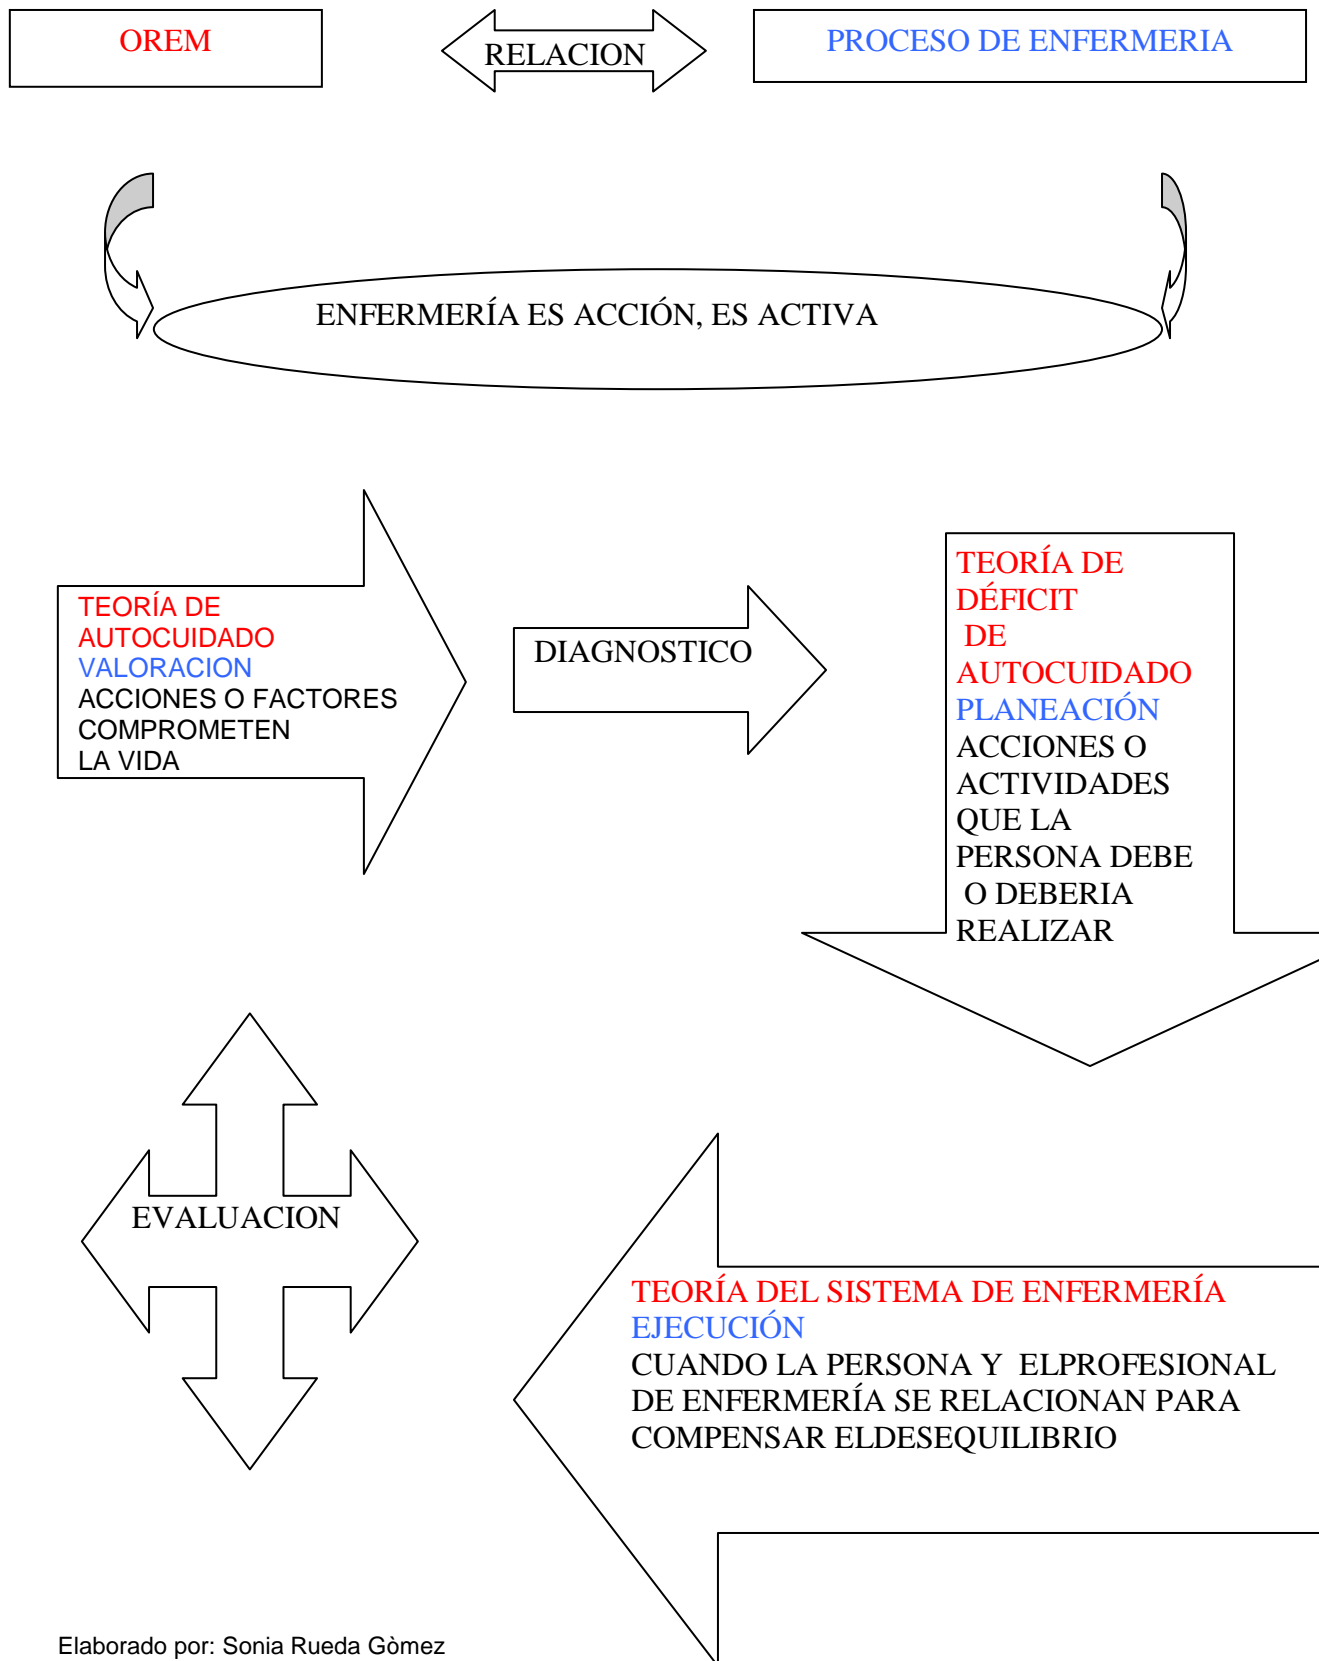 OREM
RELACION
PROCESO DE ENFERMERIA
ENFERMERÍA ES ACCIÓN, ES ACTIVA
TEORÍA DE
AUTOCUIDADO
VALORACION
ACCIONES O FACTORES
COMPROMETEN
LA VIDA
DIAGNOSTICO
TEORÍA DE
DÉFICIT
DE
AUTOCUIDADO
PLANEACIÓN
ACCIONES O
ACTIVIDADES
QUE LA
PERSONA DEBE
O DEBERIA
REALIZAR
EVALUACION
TEORÍA DEL SISTEMA DE ENFERMERÍA
EJECUCIÓN
CUANDO LA PERSONA Y ELPROFESIONAL
DE ENFERMERÍA SE RELACIONAN PARA
COMPENSAR ELDESEQUILIBRIO
Elaborado por: Sonia Rueda Gòmez